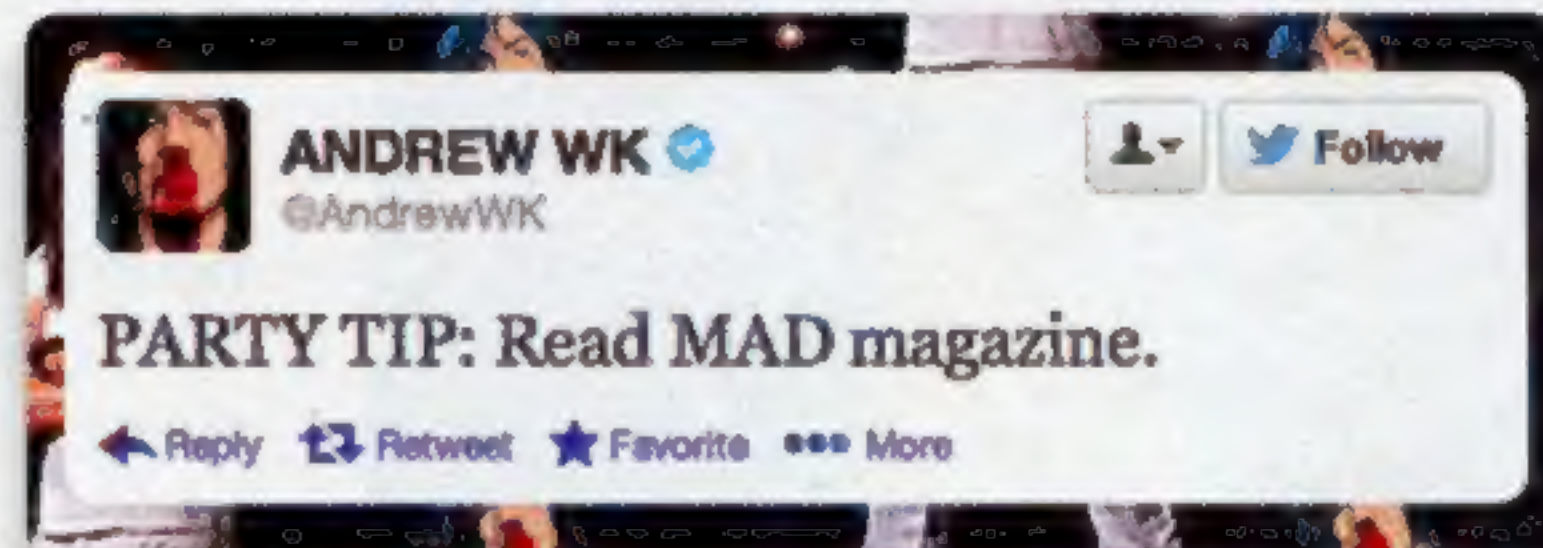 ANDREW WK
@AndrewWK
Follow
PARTY TIP: Read MAD magazine.
Reply Retweet Favorite More